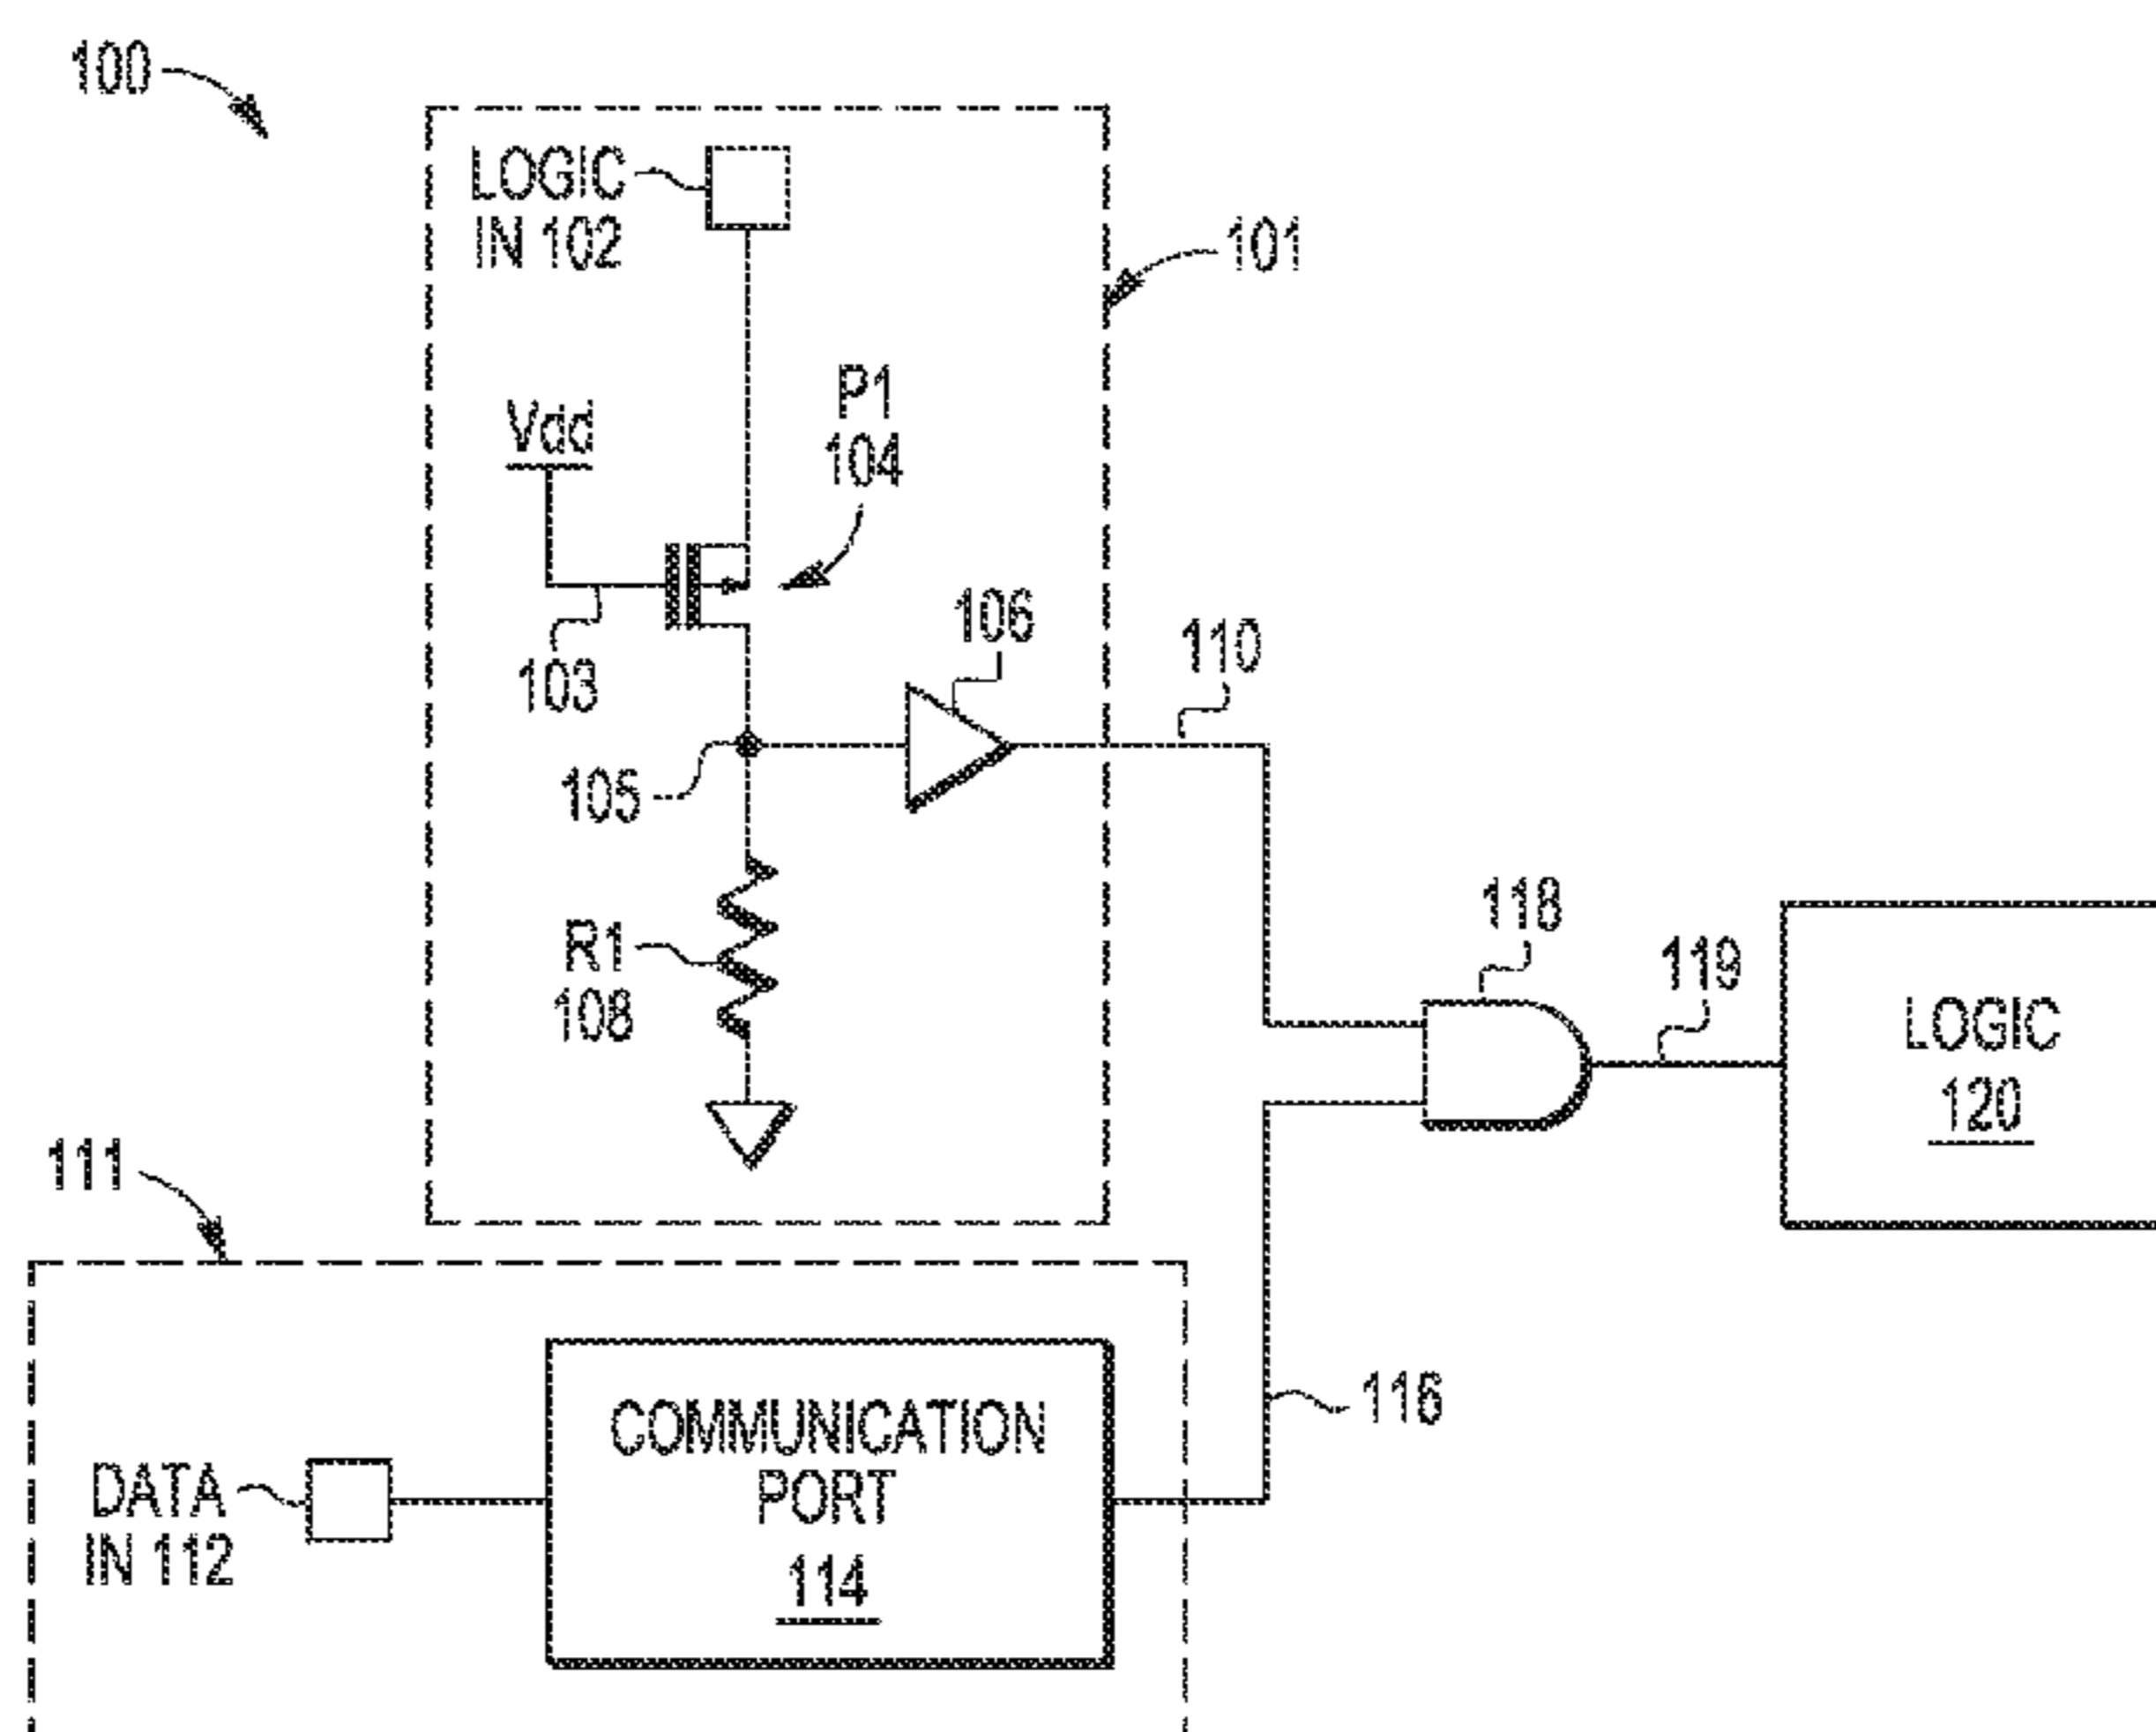 100
LOGIC
IN 102
101
Vdd
P1
104
103
106
110
105
R1
108
118
119
LOGIC
120
111
COMMUNICATION
PORT
114
116
DATA
IN 112